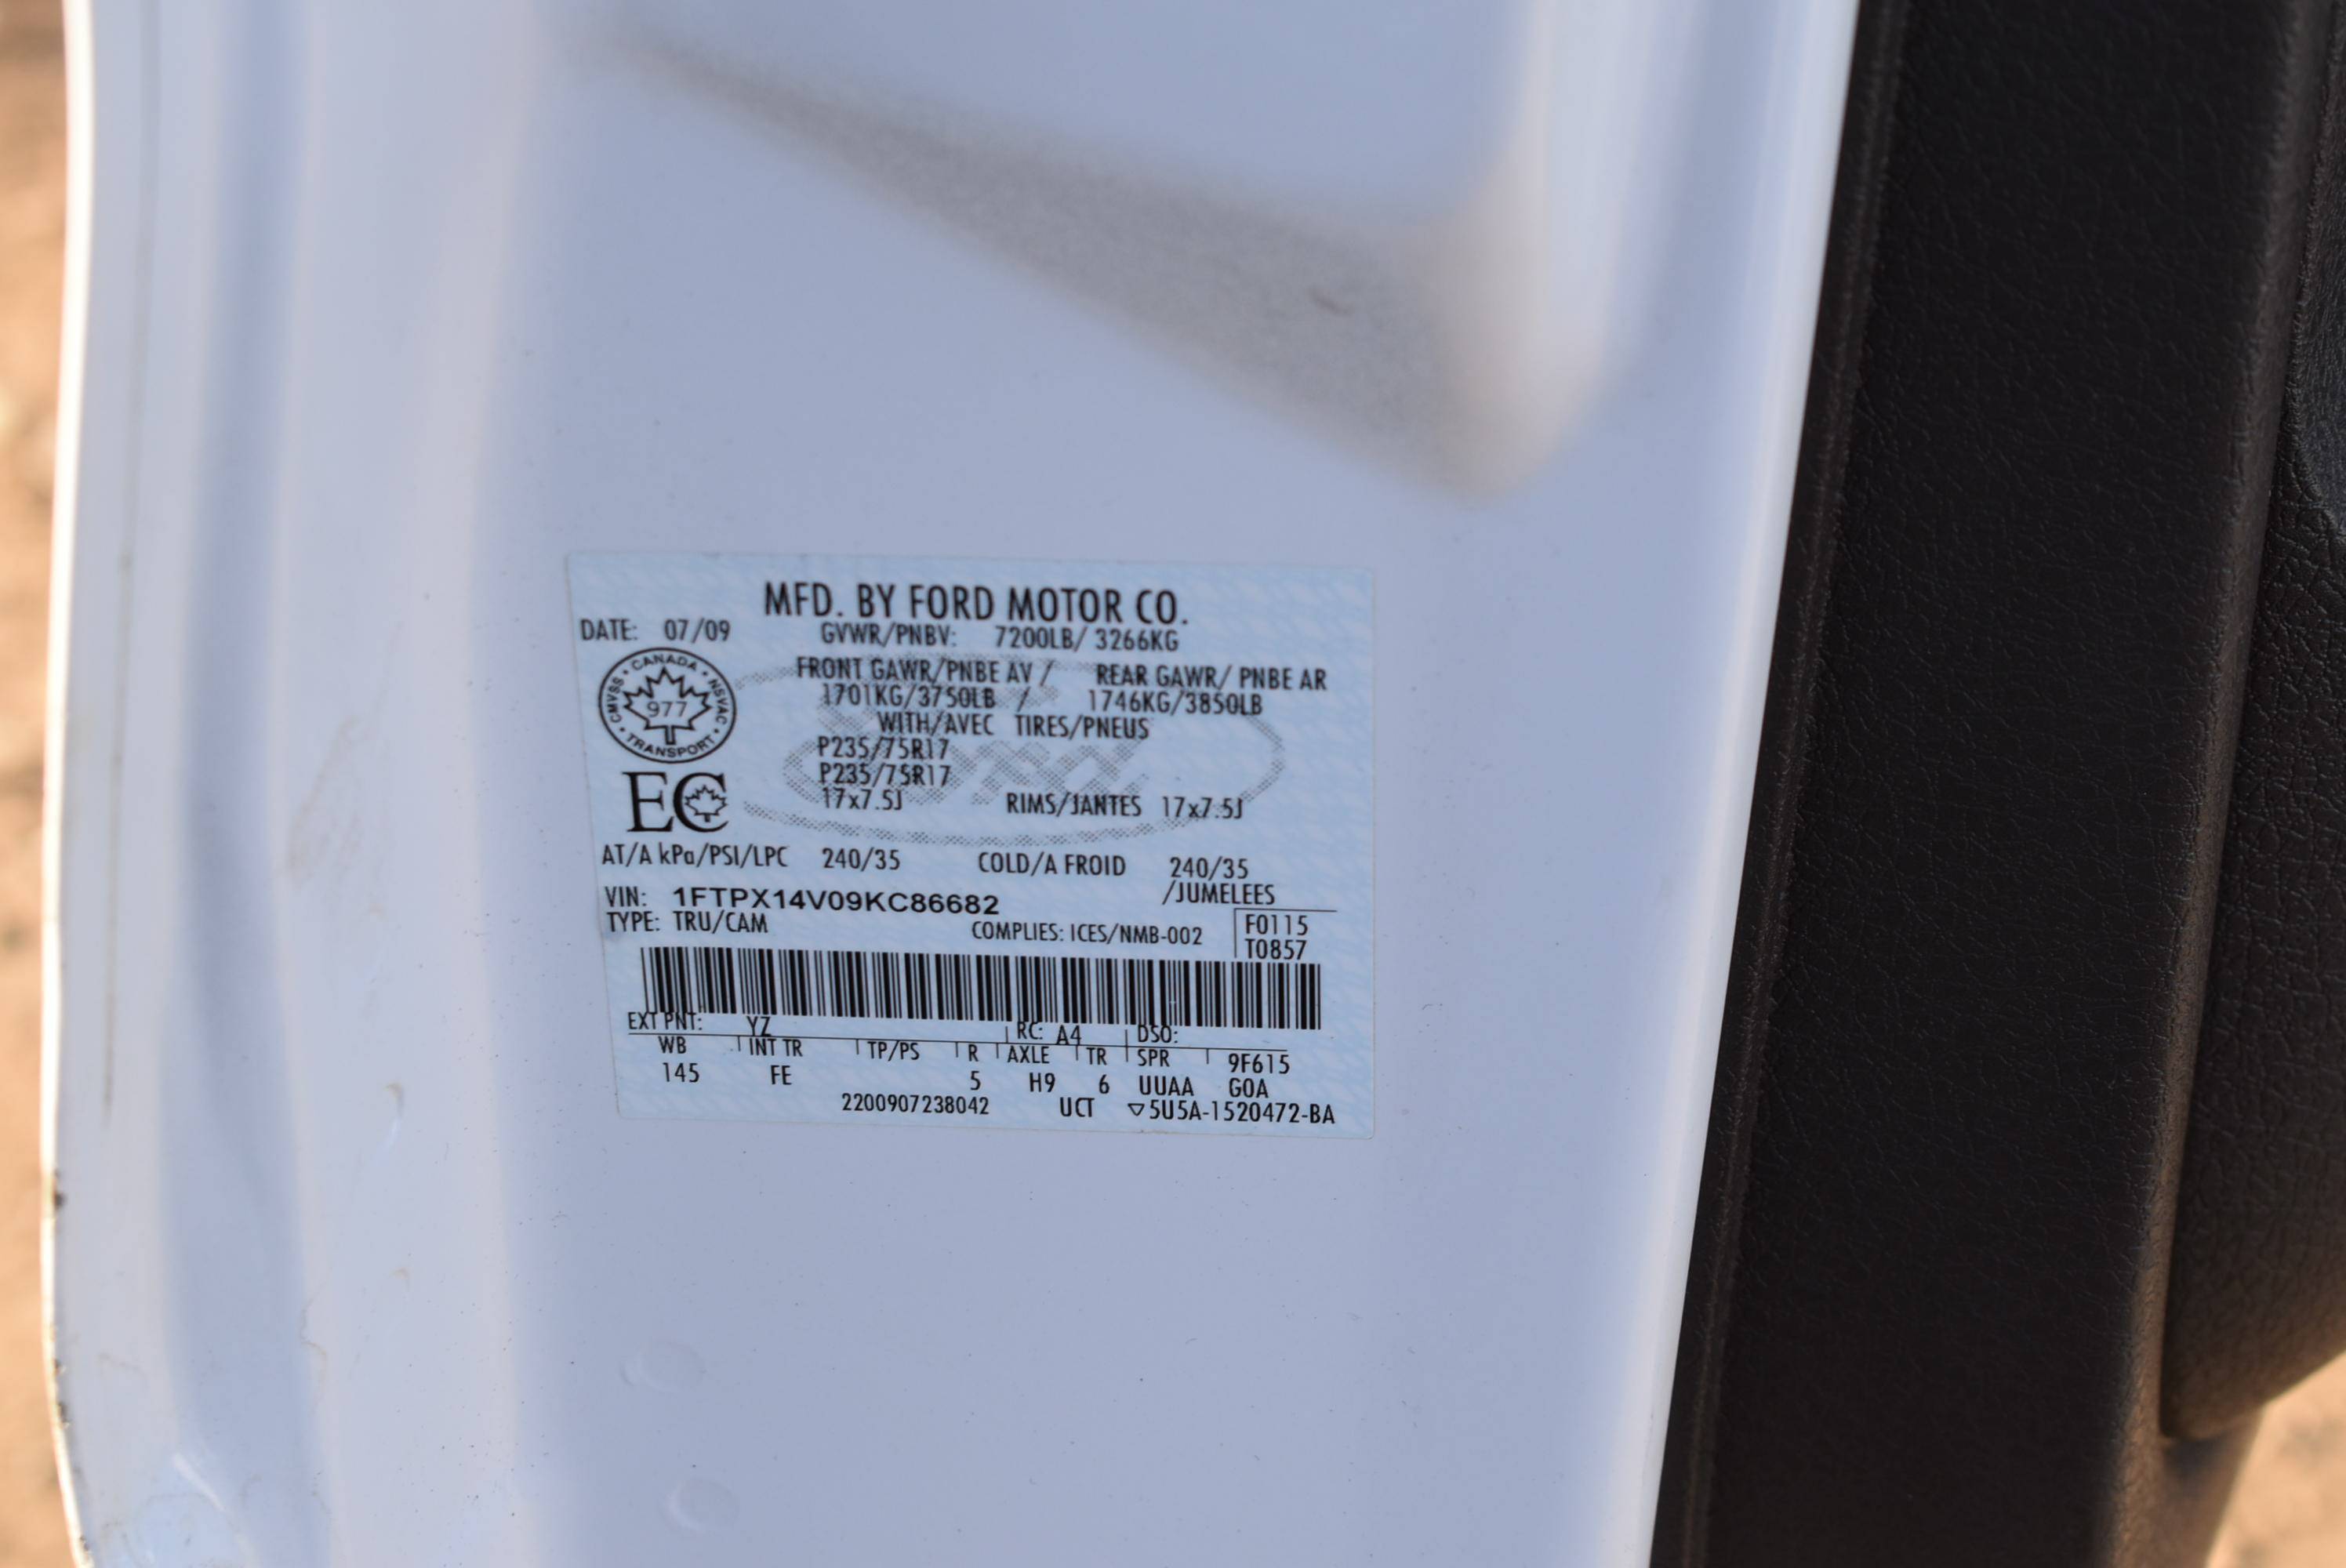 MFD. BY FORD MOTOR CO.
DATE: 07/09 GVWR/PNBV: 7200LB/ 3266KG
FRONT GAWR/PNBE AV / REAR GAWR/ PNBE AR
1701KG/3750LB / 1746KG/3850LB
WITH/AVEC TIRES/PNEUS
P235/75R17
P235/75R17
17x7.5J RIMS/JANTES 17x7.5J
CANADA
CMVSS 977 NSVAC
TRANSPORT
EC
AT/A kPa/PSI/LPC 240/35 COLD/A FROID 240/35
/JUMELEES
VIN: 1FTPX14V09KC86682
TYPE: TRU/CAM COMPLIES: ICES/NMB-002
F0115
T0857
EXT PNT: YZ RC: A4 DSO:
WB INT TR TP/PS R AXLE TR SPR 9F615
145 FE 5 H9 6 UUAA GOA
2200907238042 UCT ▽5U5A-1520472-BA